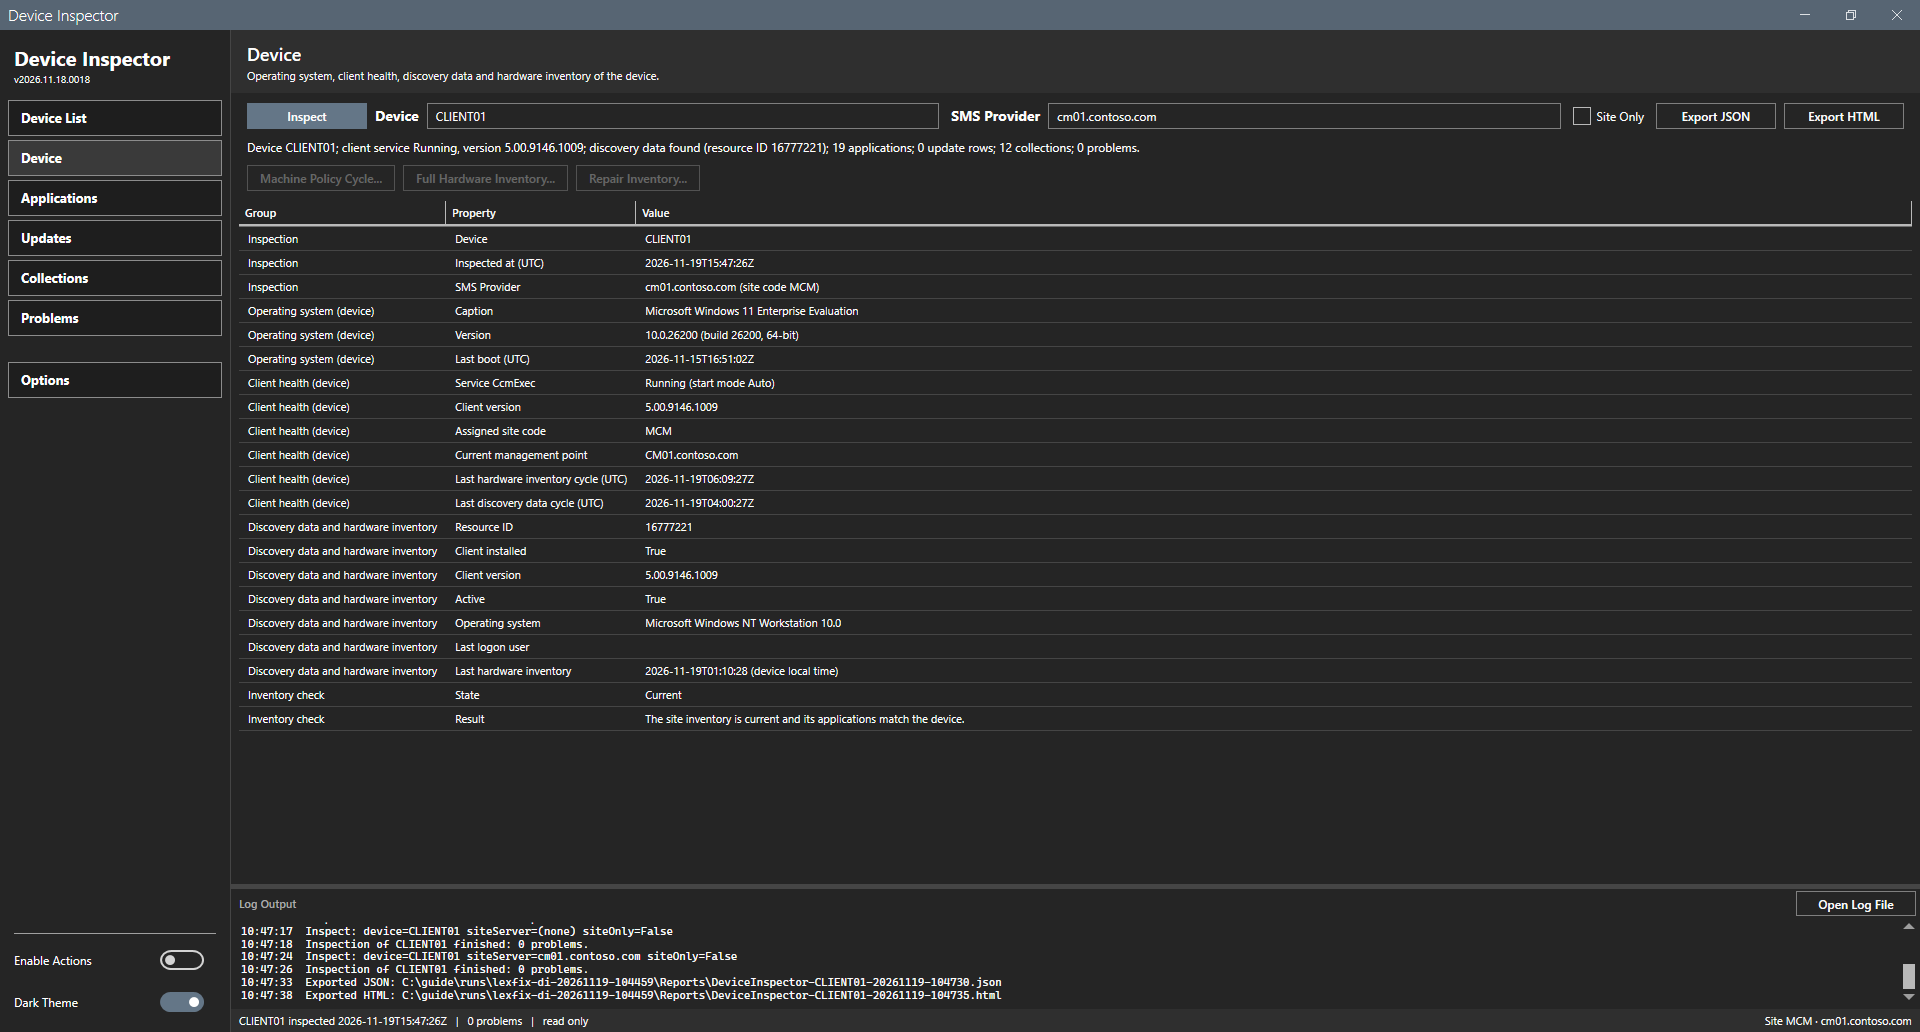 Device Inspector
Device Inspector
v2026.11.18.0018
Device List
Device
Applications
Updates
Collections
Problems
Options
Enable Actions
Dark Theme
Device
Operating system, client health, discovery data and hardware inventory of the device.
Inspect Device CLIENT01 SMS Provider cm01.contoso.com Site Only Export JSON Export HTML
Device CLIENT01; client service Running, version 5.00.9146.1009; discovery data found (resource ID 16777221); 19 applications; 0 update rows; 12 collections; 0 problems.
Machine Policy Cycle... Full Hardware Inventory... Repair Inventory...
Group Property Value
Inspection Device CLIENT01
Inspection Inspected at (UTC) 2026-11-19T15:47:26Z
Inspection SMS Provider cm01.contoso.com (site code MCM)
Operating system (device) Caption Microsoft Windows 11 Enterprise Evaluation
Operating system (device) Version 10.0.26200 (build 26200, 64-bit)
Operating system (device) Last boot (UTC) 2026-11-15T16:51:02Z
Client health (device) Service CcmExec Running (start mode Auto)
Client health (device) Client version 5.00.9146.1009
Client health (device) Assigned site code MCM
Client health (device) Current management point CM01.contoso.com
Client health (device) Last hardware inventory cycle (UTC) 2026-11-19T06:09:27Z
Client health (device) Last discovery data cycle (UTC) 2026-11-19T04:00:27Z
Discovery data and hardware inventory Resource ID 16777221
Discovery data and hardware inventory Client installed True
Discovery data and hardware inventory Client version 5.00.9146.1009
Discovery data and hardware inventory Active True
Discovery data and hardware inventory Operating system Microsoft Windows NT Workstation 10.0
Discovery data and hardware inventory Last logon user
Discovery data and hardware inventory Last hardware inventory 2026-11-19T01:10:28 (device local time)
Inventory check State Current
Inventory check Result The site inventory is current and its applications match the device.
Log Output Open Log File
10:47:17 Inspect: device=CLIENT01 siteServer=(none) siteOnly=False
10:47:18 Inspection of CLIENT01 finished: 0 problems.
10:47:24 Inspect: device=CLIENT01 siteServer=cm01.contoso.com siteOnly=False
10:47:26 Inspection of CLIENT01 finished: 0 problems.
10:47:33 Exported JSON: C:\guide\runs\lexfix-di-20261119-104459\Reports\DeviceInspector-CLIENT01-20261119-104730.json
10:47:38 Exported HTML: C:\guide\runs\lexfix-di-20261119-104459\Reports\DeviceInspector-CLIENT01-20261119-104735.html
CLIENT01 inspected 2026-11-19T15:47:26Z | 0 problems | read only Site MCM · cm01.contoso.com